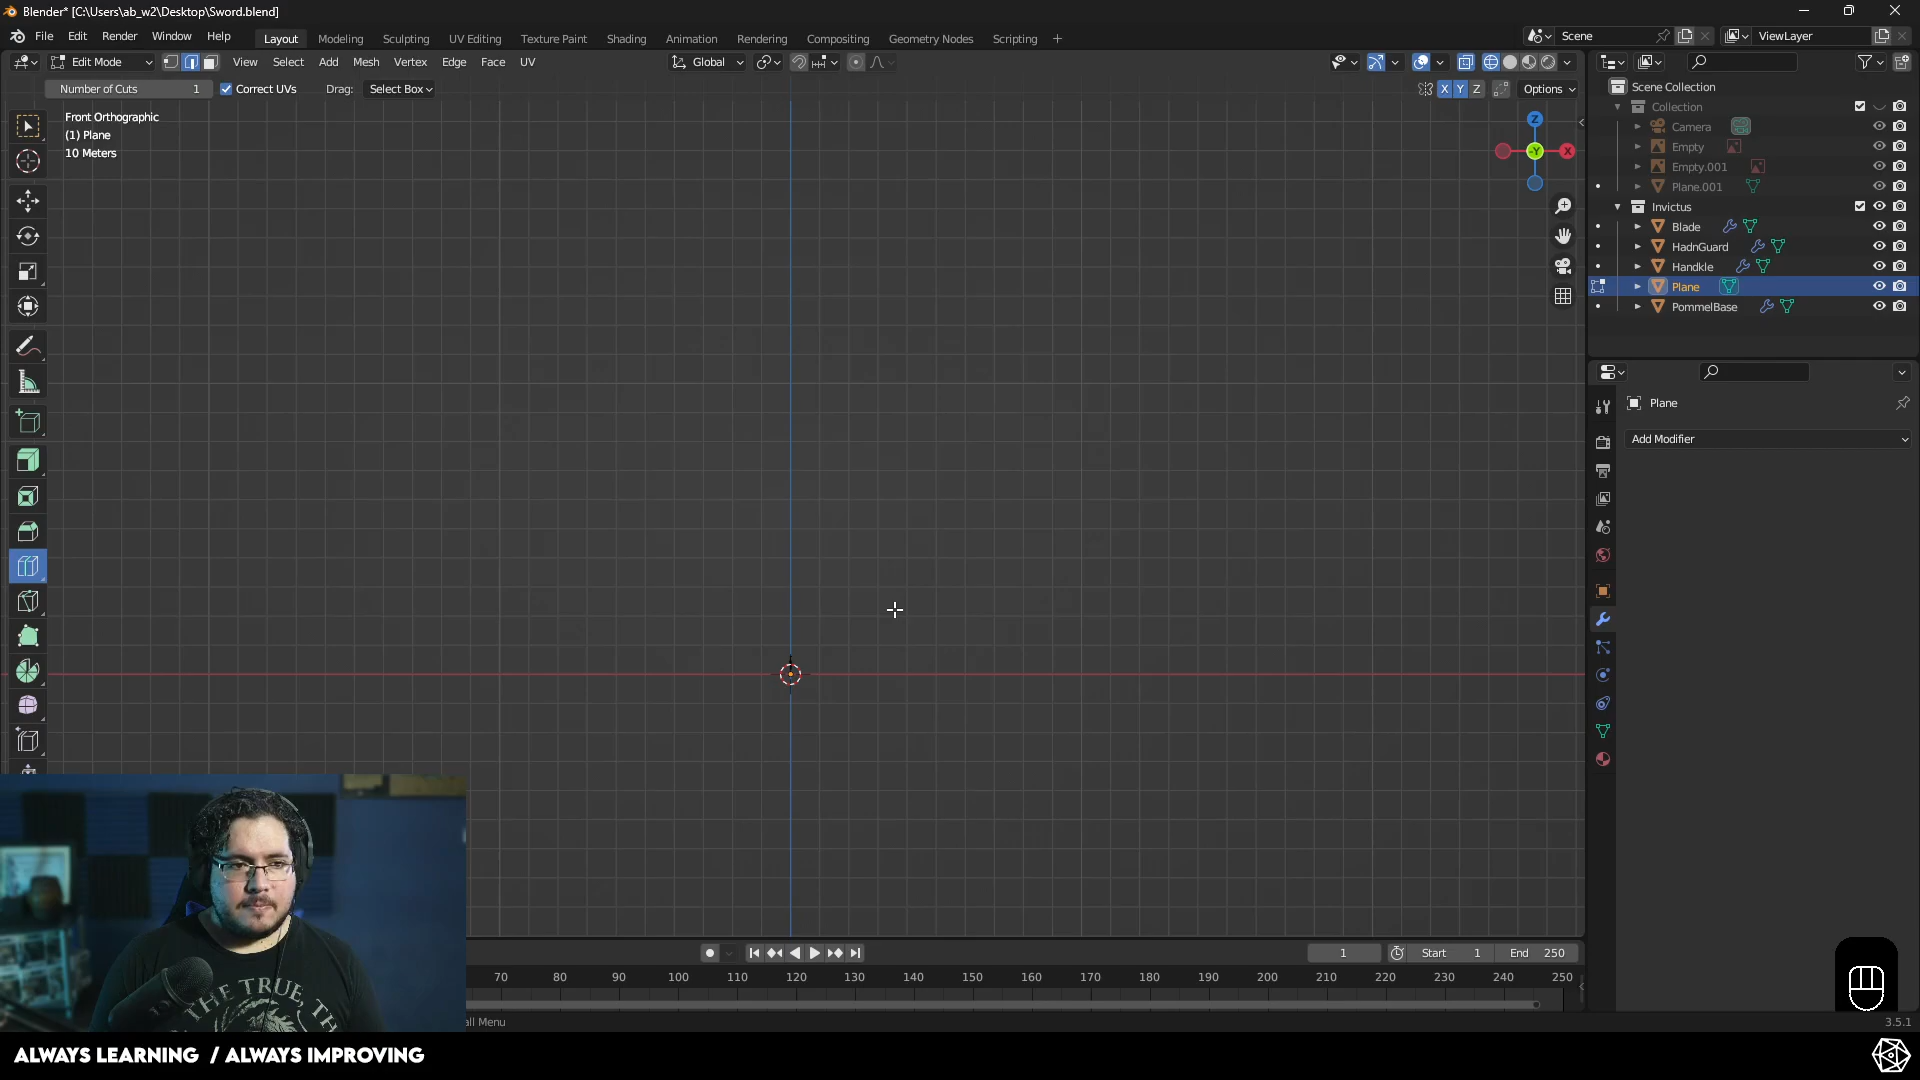 Blender* [C:\Users\ab_w2\Desktop\Sword.blend]
File Edit Render Window Help Layout Modeling Sculpting UV Editing Texture Paint Shading Animation Rendering Compositing Geometry Nodes Scripting + Scene ViewLayer
Edit Mode View Select Add Mesh Vertex Edge Face UV Global
Number of Cuts 1 Correct UVs Drag: Select Box X Y Z Options
Front Orthographic
(1) Plane
10 Meters
Z
-Y X
Scene Collection
Collection
Camera
Empty
Empty.001
Plane.001
Invictus
Blade
HadnGuard
Handkle
Plane
PommelBase
Plane
Add Modifier
1 Start 1 End 250
70 80 90 100 110 120 130 140 150 160 170 180 190 200 210 220 230 240 250
all Menu
3.5.1
THE TRUE, TH
ALWAYS LEARNING / ALWAYS IMPROVING